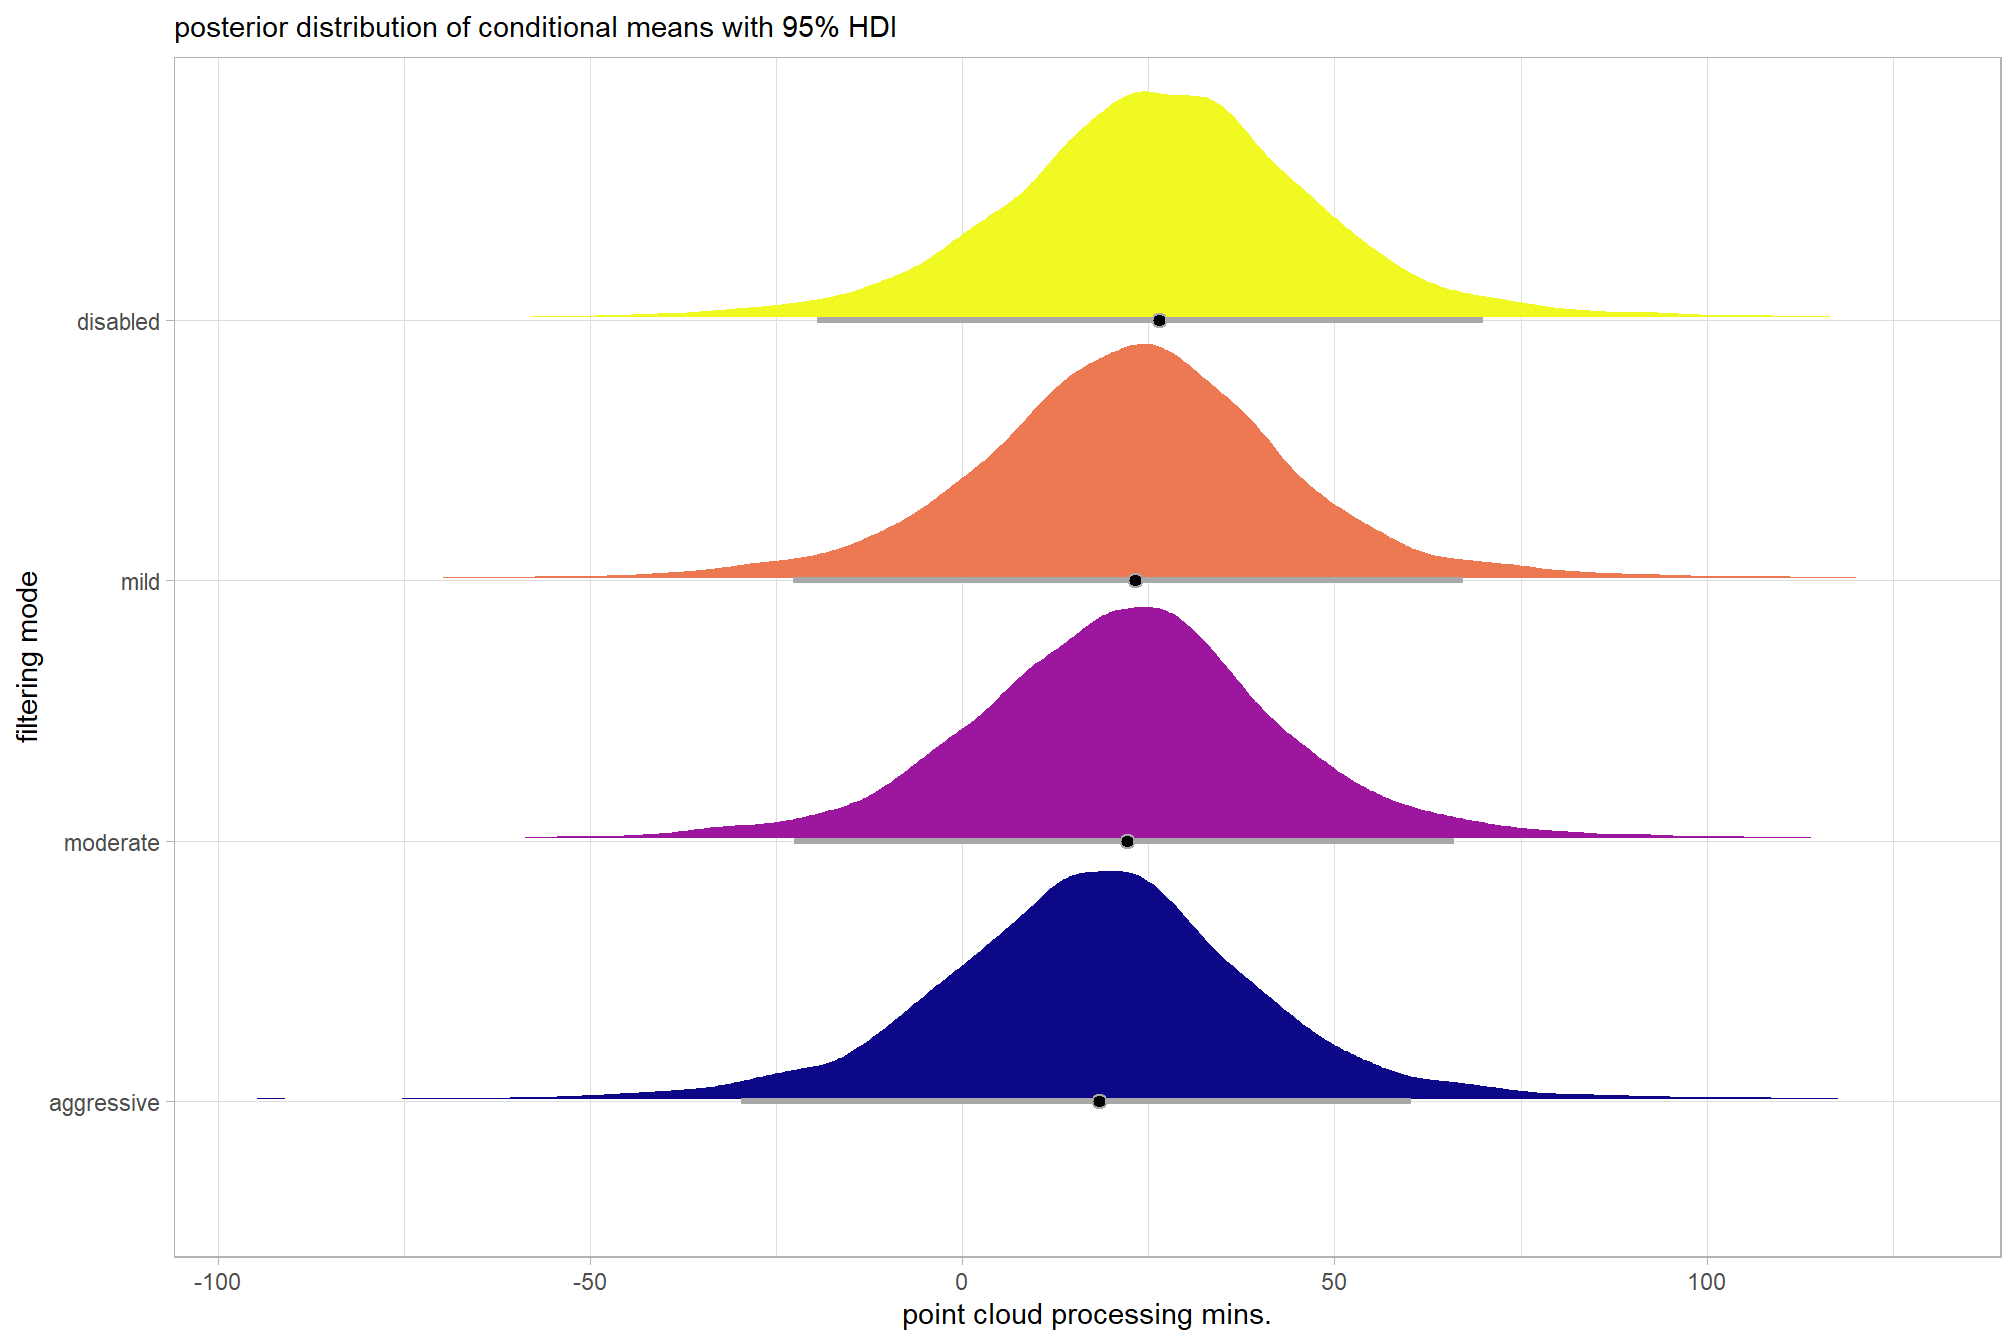 posterior distribution of conditional means with 95% HDI
filtering mode
disabled
mild
moderate
aggressive
-100
-50
0
50
100
point cloud processing mins.